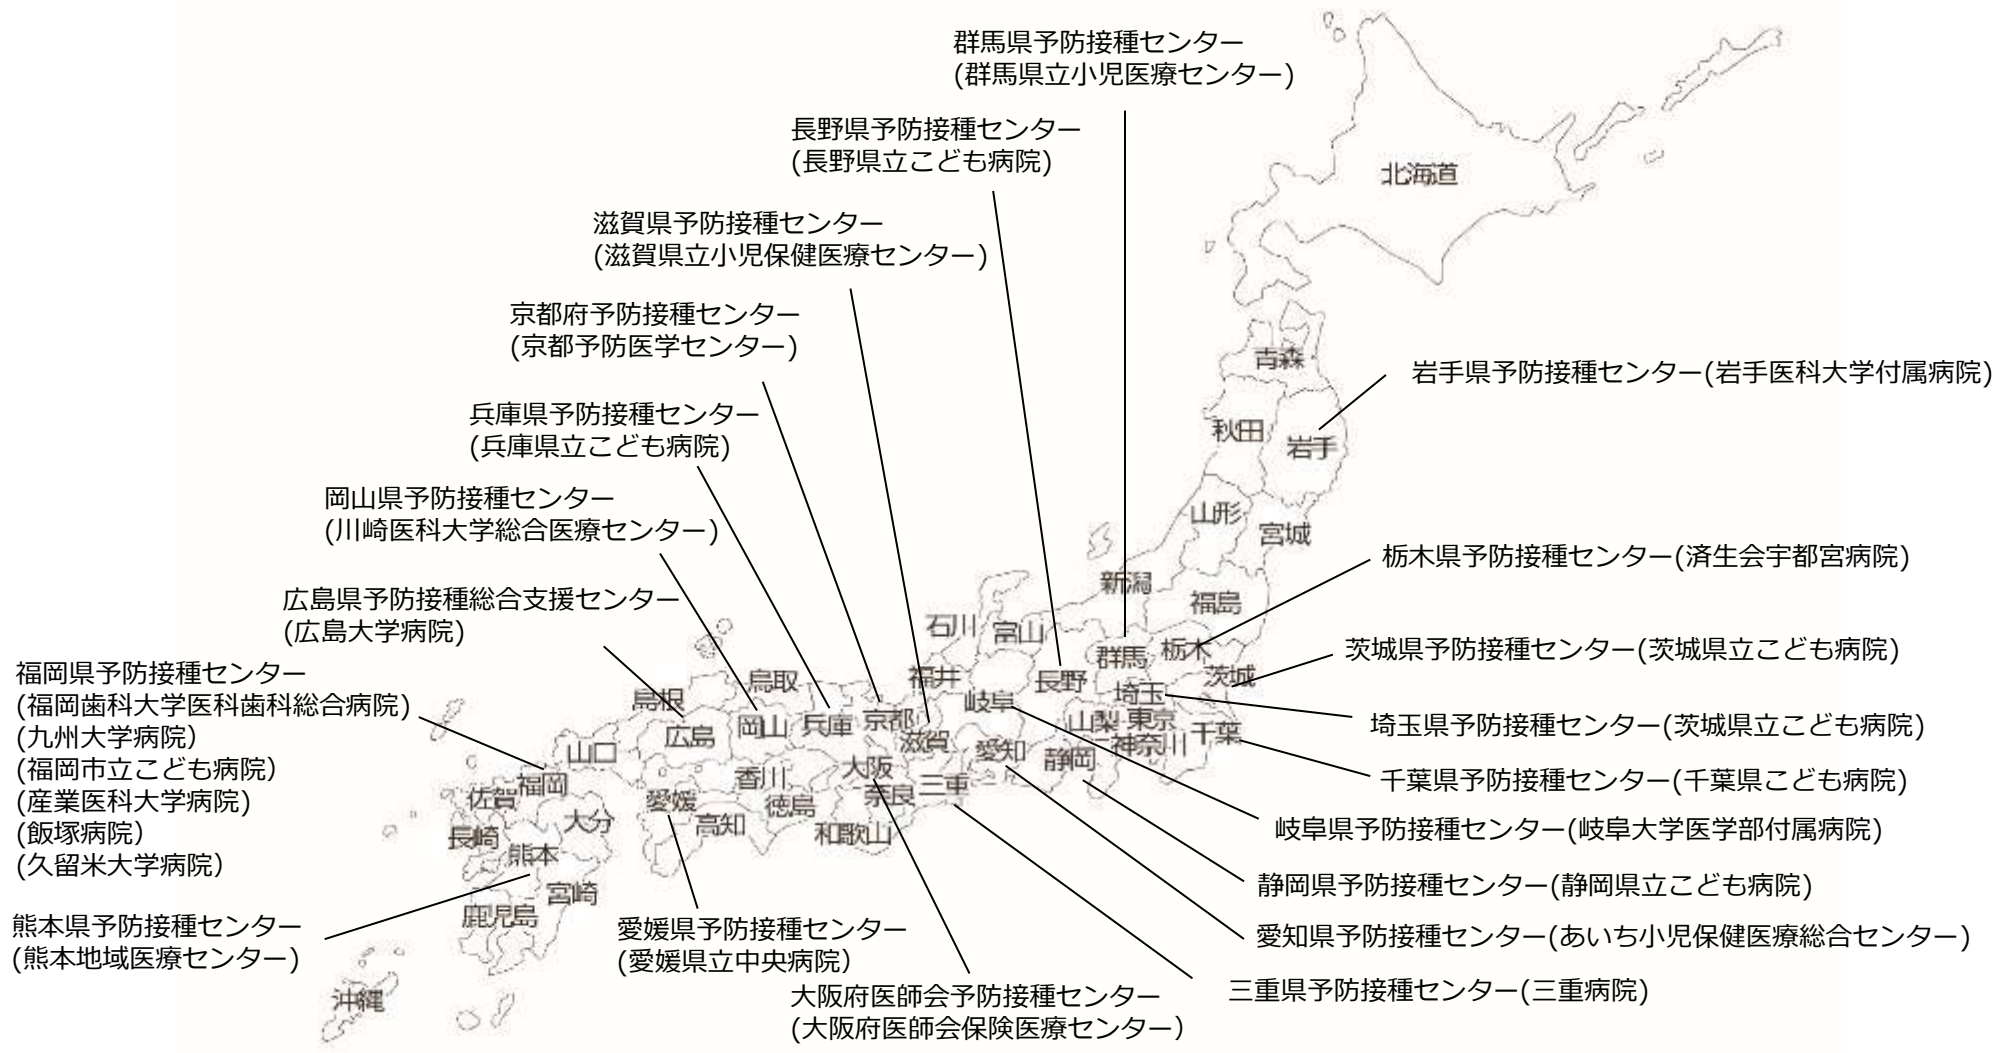 群馬県予防接種センター
(群馬県立小児医療センター)
長野県予防接種センター
(長野県立こども病院)
滋賀県予防接種センター
(滋賀県立小児保健医療センター)
京都府予防接種センター
(京都予防医学センター)
兵庫県予防接種センター
(兵庫県立こども病院)
岡山県予防接種センター
(川崎医科大学総合医療センター)
広島県予防接種総合支援センター
(広島大学病院)
福岡県予防接種センター
(福岡歯科大学医科歯科総合病院)
(九州大学病院）
(福岡市立こども病院）
(産業医科大学病院)
(飯塚病院）
(久留米大学病院）
熊本県予防接種センター
(熊本地域医療センター)
愛媛県予防接種センター
(愛媛県立中央病院）
大阪府医師会予防接種センター
(大阪府医師会保険医療センター）
岩手県予防接種センター(岩手医科大学付属病院)
栃木県予防接種センター(済生会宇都宮病院)
茨城県予防接種センター(茨城県立こども病院)
埼玉県予防接種センター(茨城県立こども病院)
千葉県予防接種センター(千葉県こども病院)
岐阜県予防接種センター(岐阜大学医学部付属病院)
静岡県予防接種センター(静岡県立こども病院)
愛知県予防接種センター(あいち小児保健医療総合センター)
三重県予防接種センター(三重病院)
北海道
青森
秋田
岩手
山形
宮城
新潟
福島
石川
富山
群馬
栃木
茨城
福井
長野
岐阜
埼玉
山梨
東京
千葉
神奈川
静岡
愛知
滋賀
京都
兵庫
鳥取
島根
岡山
広島
山口
大阪
奈良
三重
和歌山
香川
徳島
愛媛
高知
福岡
佐賀
長崎
大分
熊本
宮崎
鹿児島
沖縄